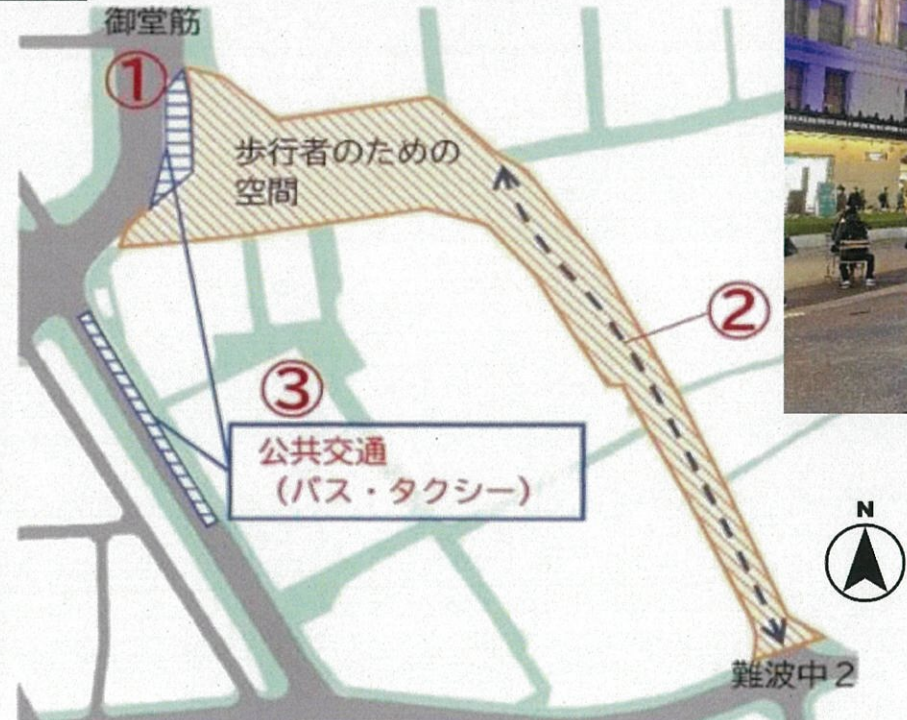 御堂筋
①
歩行者のための
空間
②
③
公共交通
（バス・タクシー）
N
難波中２